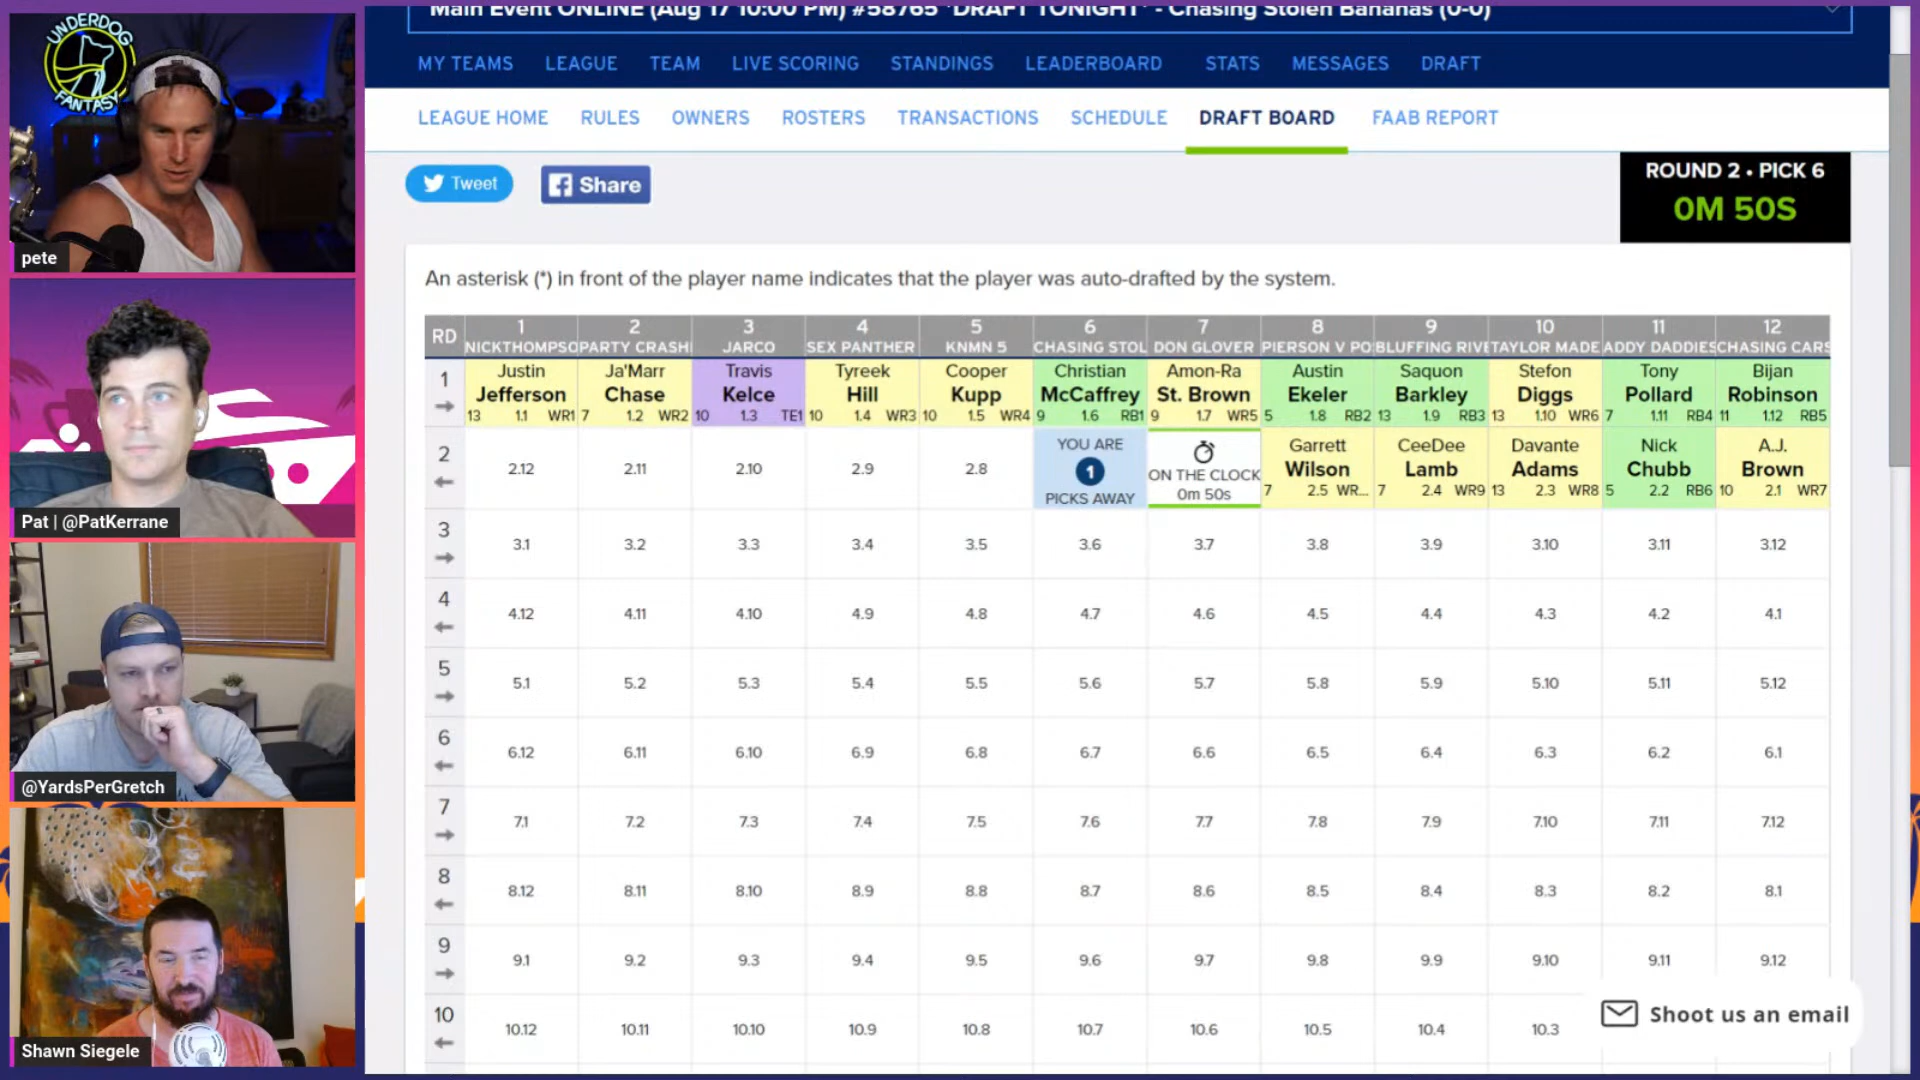 UNDERDOG
FANTASY
pete
Pat | @PatKerrane
@YardsPerGretch
Shawn Siegele
Main Event ONLINE (Aug 17 10:00 PM) #58765 *DRAFT TONIGHT* - Chasing Stolen Bananas (0-0)
MY TEAMS LEAGUE TEAM LIVE SCORING STANDINGS LEADERBOARD STATS MESSAGES DRAFT
LEAGUE HOME RULES OWNERS ROSTERS TRANSACTIONS SCHEDULE DRAFT BOARD FAAB REPORT
Tweet
Share
ROUND 2 • PICK 6
0M 50S
An asterisk (*) in front of the player name indicates that the player was auto-drafted by the system.
RD 1 2 3 4 5 6 7 8 9 10 11 12
NICKTHOMPSO PARTY CRASH JARCO SEX PANTHER KNMN 5 CHASING STOL DON GLOVER PIERSON V PO BLUFFING RIVE TAYLOR MADE ADDY DADDIES CHASING CARS
1 Justin Ja'Marr Travis Tyreek Cooper Christian Amon-Ra Austin Saquon Stefon Tony Bijan
Jefferson Chase Kelce Hill Kupp McCaffrey St. Brown Ekeler Barkley Diggs Pollard Robinson
13 1.1 WR1 7 1.2 WR2 10 1.3 TE1 10 1.4 WR3 10 1.5 WR4 9 1.6 RB1 9 1.7 WR5 5 1.8 RB2 13 1.9 RB3 13 1.10 WR6 7 1.11 RB4 11 1.12 RB5
2 2.12 2.11 2.10 2.9 2.8 YOU ARE Garrett CeeDee Davante Nick A.J.
1 ON THE CLOCK Wilson Lamb Adams Chubb Brown
PICKS AWAY 0m 50s 7 2.5 WR... 7 2.4 WR9 13 2.3 WR8 5 2.2 RB6 10 2.1 WR7
3 3.1 3.2 3.3 3.4 3.5 3.6 3.7 3.8 3.9 3.10 3.11 3.12
4 4.12 4.11 4.10 4.9 4.8 4.7 4.6 4.5 4.4 4.3 4.2 4.1
5 5.1 5.2 5.3 5.4 5.5 5.6 5.7 5.8 5.9 5.10 5.11 5.12
6 6.12 6.11 6.10 6.9 6.8 6.7 6.6 6.5 6.4 6.3 6.2 6.1
7 7.1 7.2 7.3 7.4 7.5 7.6 7.7 7.8 7.9 7.10 7.11 7.12
8 8.12 8.11 8.10 8.9 8.8 8.7 8.6 8.5 8.4 8.3 8.2 8.1
9 9.1 9.2 9.3 9.4 9.5 9.6 9.7 9.8 9.9 9.10 9.11 9.12
10 10.12 10.11 10.10 10.9 10.8 10.7 10.6 10.5 10.4 10.3
Shoot us an email